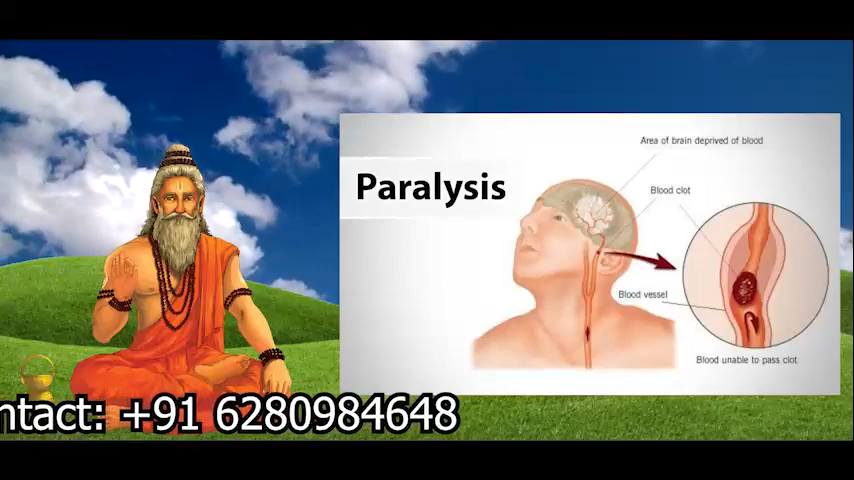 Area of brain deprived of blood
Paralysis
Blood clot
Blood vessel
Blood unable to pass clot
ntact: +91 6280984648